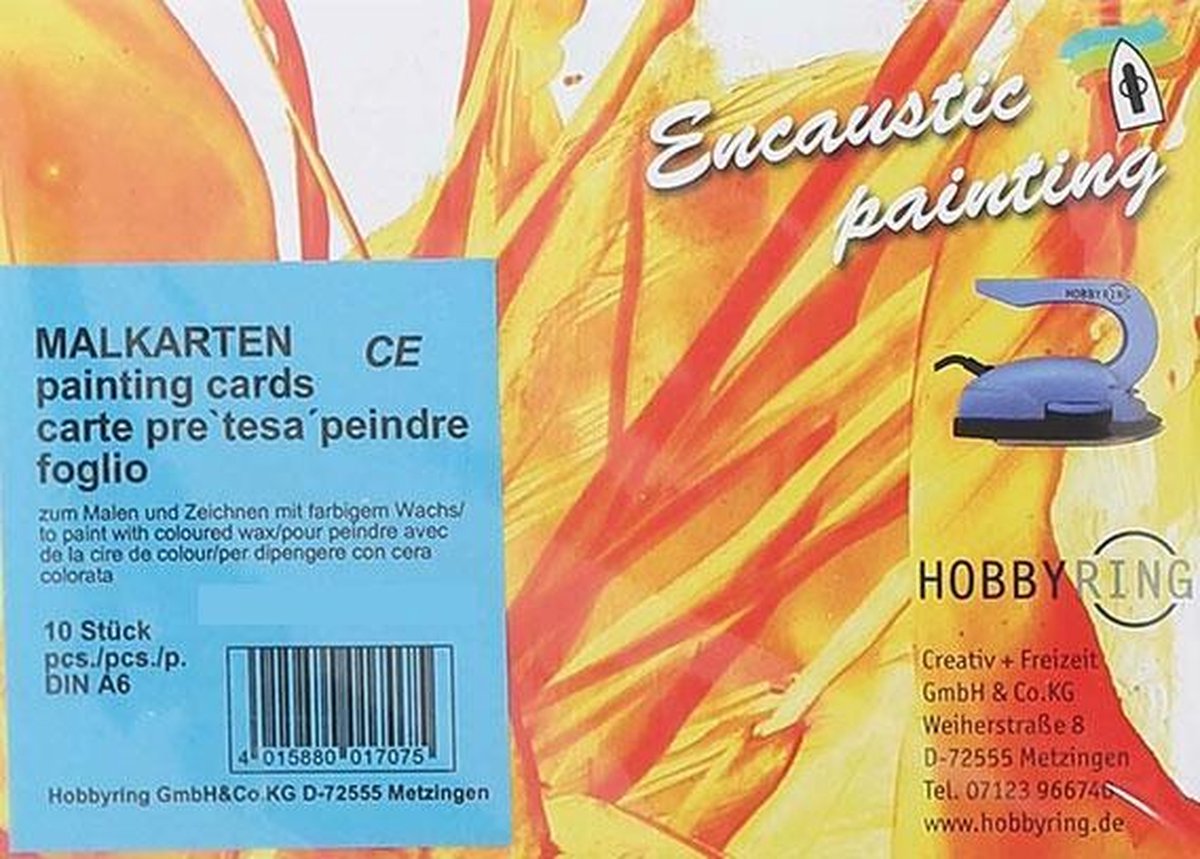 Encaustic
painting
HOBBYRING
MALKARTEN
CE
painting cards
carte pre`tesa´peindre
foglio
zum Malen und Zeichnen mit farbigem Wachs/
to paint with coloured wax/pour peindre avec
de la cire de colour/per dipengere con cera
colorata
10 Stück
pcs./pcs./p.
DIN A6
4 015880 017075
Hobbyring GmbH&Co.KG D-72555 Metzingen
HOBBYRING
Creativ + Freizeit
GmbH & Co.KG
Weiherstraße 8
D-72555 Metzingen
Tel. 07123 966746
www.hobbyring.de